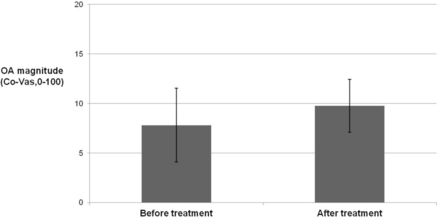 20
15
OA magnitude
(Co-Vas,0-100)
10
5
0
Before treatment
After treatment